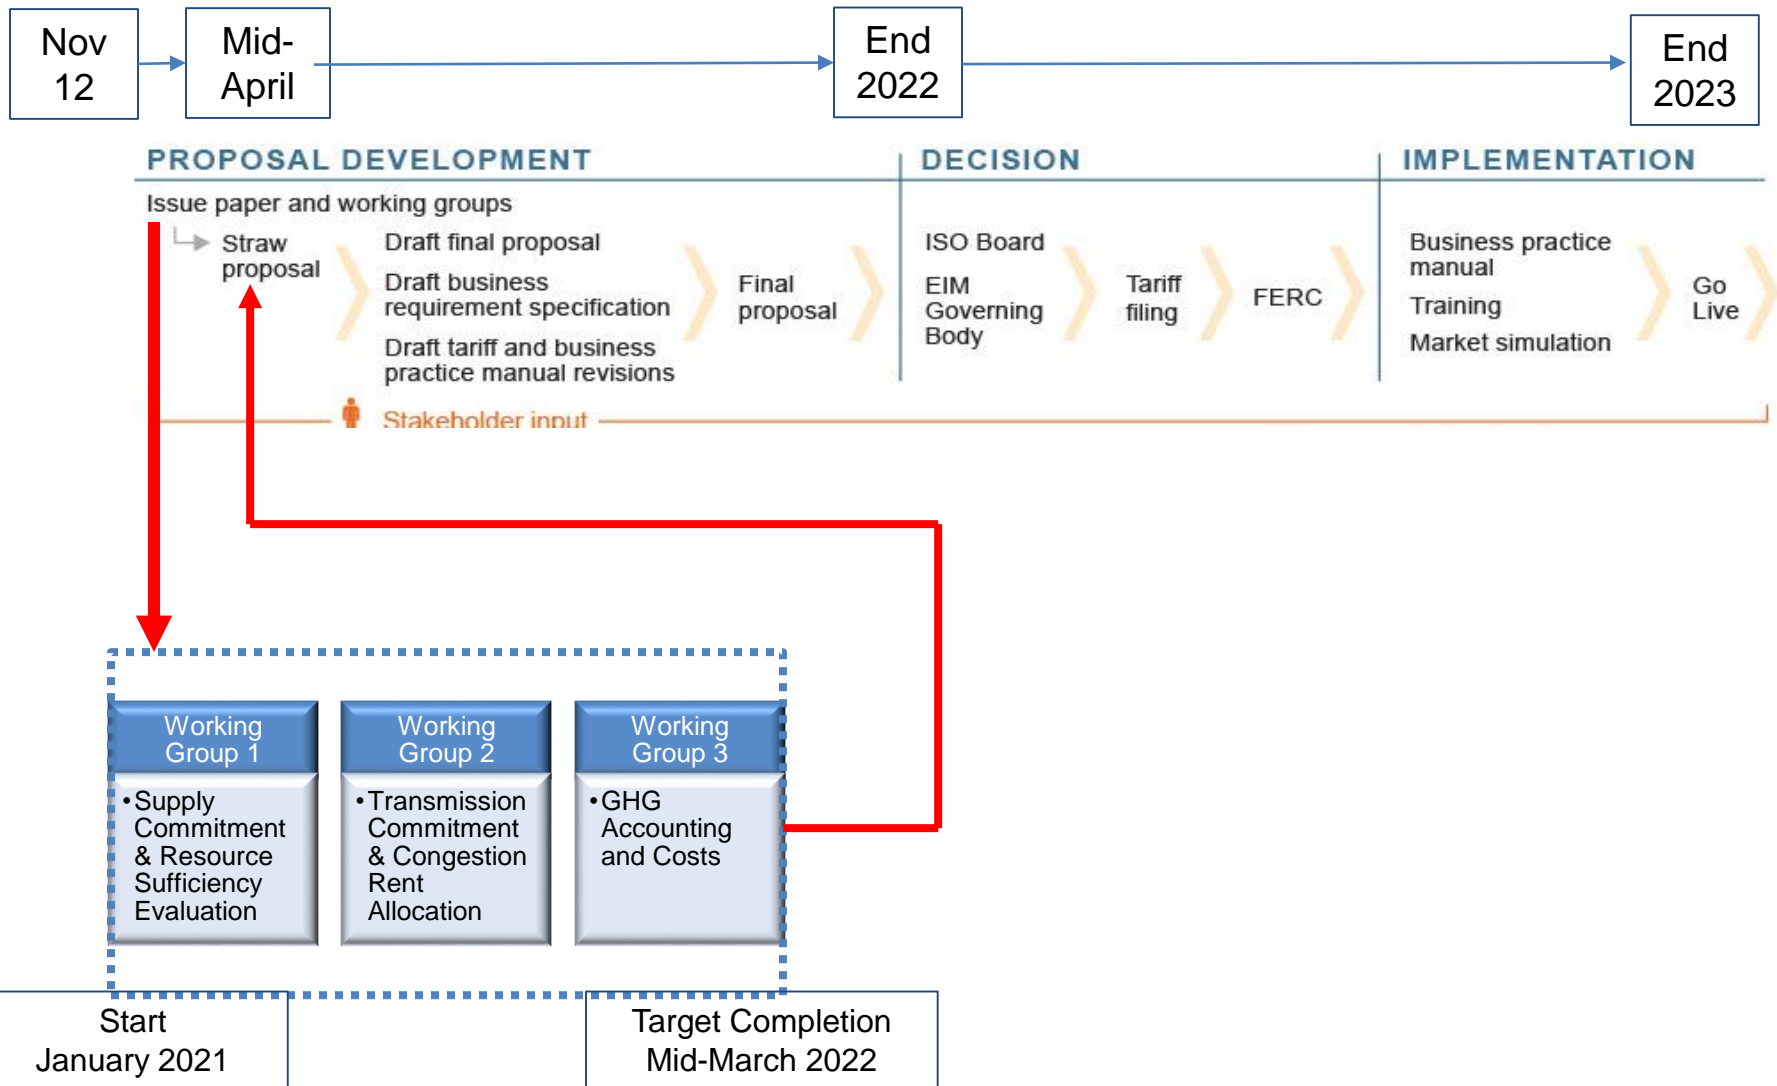 Nov
12
Mid-
April
End
2022
End
2023
PROPOSAL DEVELOPMENT
Issue paper and working groups
Straw
proposal
Draft final proposal
Draft business
requirement specification
Draft tariff and business
practice manual revisions
Final
proposal
DECISION
ISO Board
EIM
Governing
Body
Tariff
filing
FERC
IMPLEMENTATION
Business practice
manual
Training
Market simulation
Go
Live
Stakeholder input
Working
Group 1
•Supply
Commitment
& Resource
Sufficiency
Evaluation
Working
Group 2
•Transmission
Commitment
& Congestion
Rent
Allocation
Working
Group 3
•GHG
Accounting
and Costs
Start
January 2021
Target Completion
Mid-March 2022